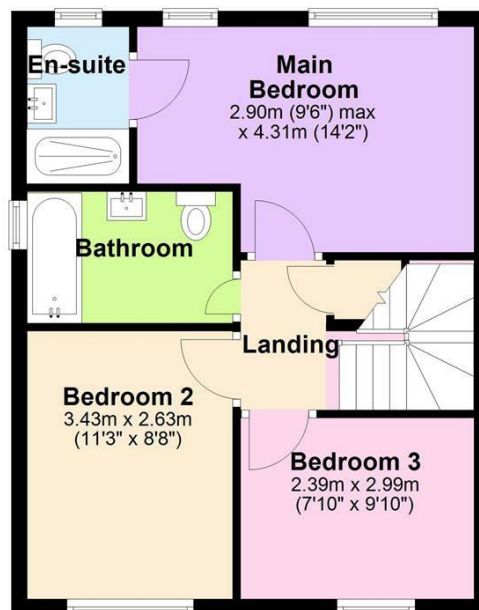 En-suite
Main
Bedroom
2.90m (9'6") max
x 4.31m (14'2")
Bathroom
Landing
Bedroom 2
3.43m x 2.63m
(11'3" x 8'8")
Bedroom 3
2.39m x 2.99m
(7'10" x 9'10")